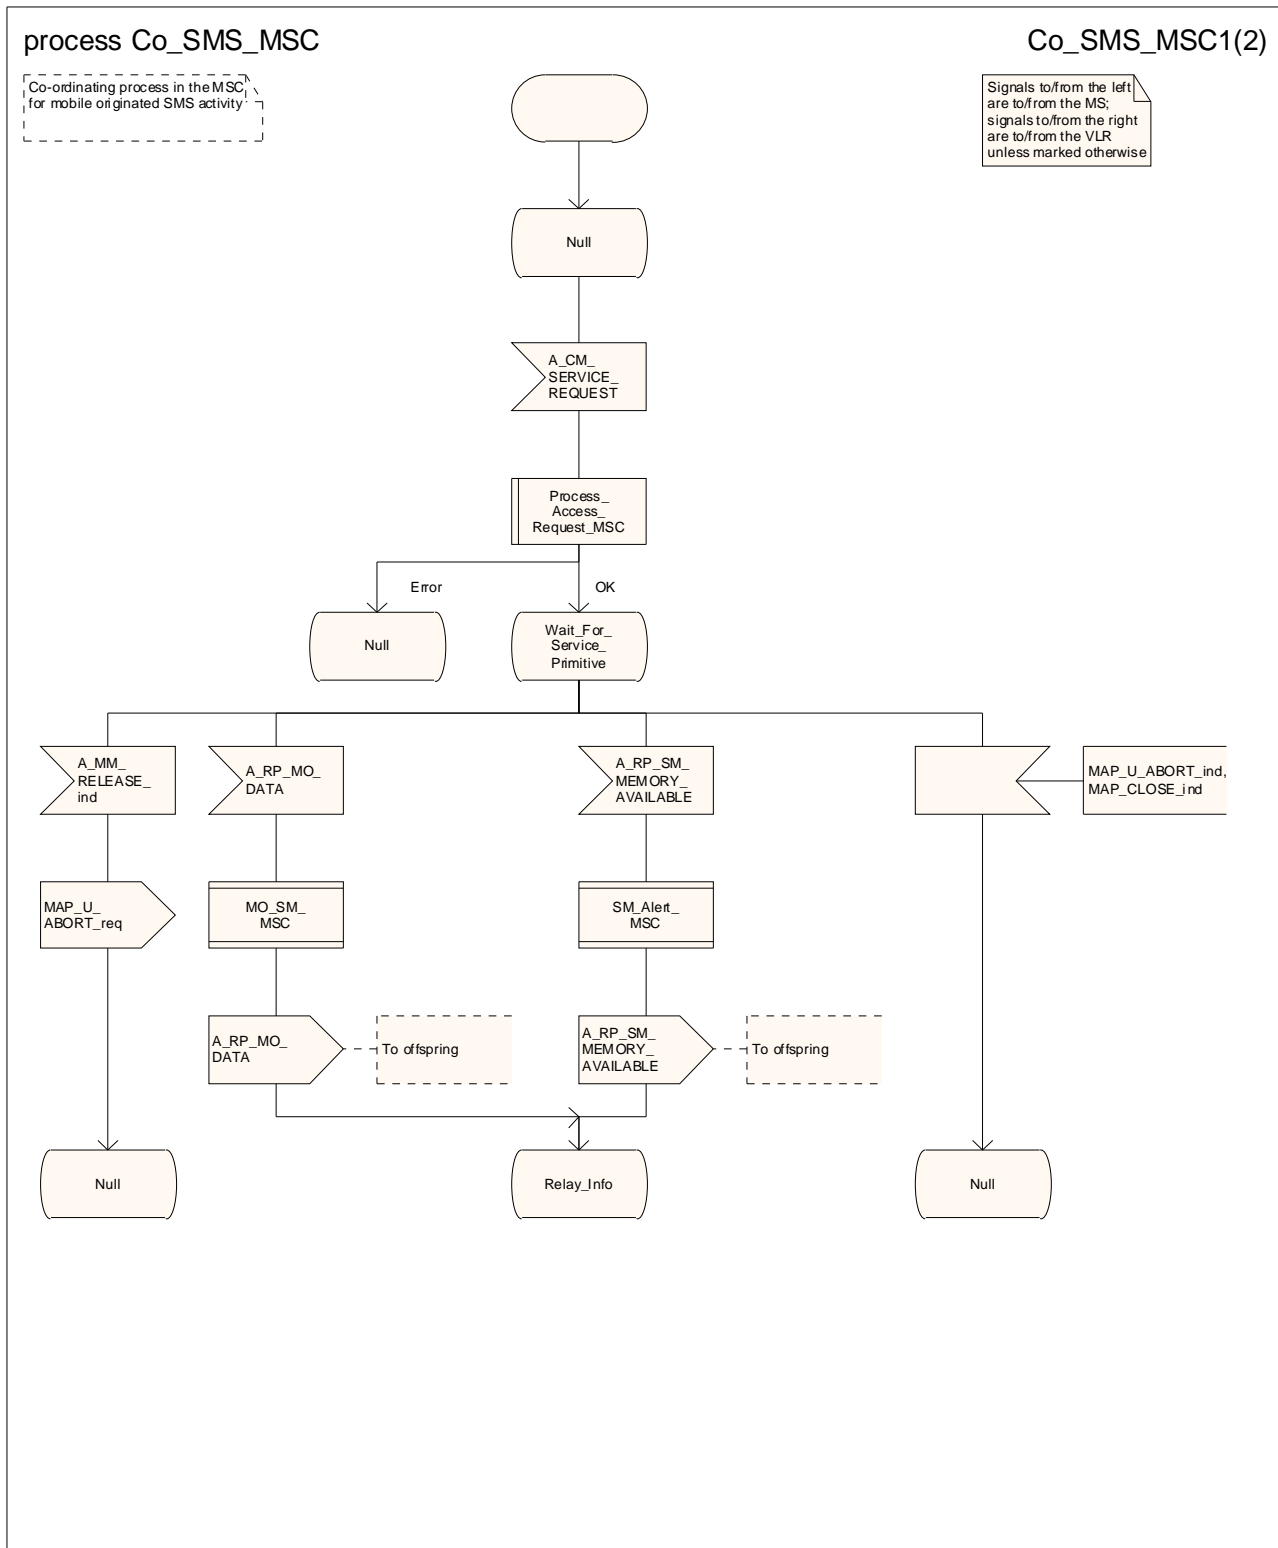 process Co_SMS_MSC
Co_SMS_MSC1(2)
Co-ordinating process in the MSC
for mobile originated SMS activity
Signals to/from the left
are to/from the MS;
signals to/from the right
are to/from the VLR
unless marked otherwise
Null
A_CM_
SERVICE_
REQUEST
Process_
Access_
Request_MSC
Error
OK
Null
Wait_For_
Service_
Primitive
A_MM_
RELEASE_
ind
A_RP_MO_
DATA
A_RP_SM_
MEMORY_
AVAILABLE
MAP_U_ABORT_ind,
MAP_CLOSE_ind
MAP_U_
ABORT_req
MO_SM_
MSC
SM_Alert_
MSC
A_RP_MO_
DATA
To offspring
A_RP_SM_
MEMORY_
AVAILABLE
To offspring
Null
Relay_Info
Null